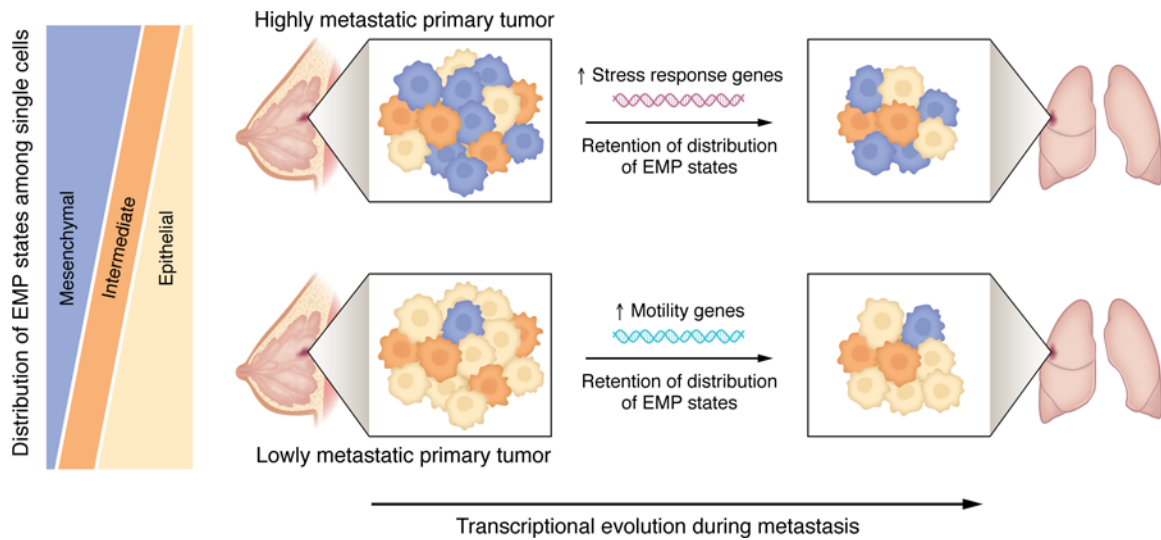 Distribution of EMP states among single cells
Mesenchymal
Intermediate
Epithelial
Highly metastatic primary tumor
↑ Stress response genes
Retention of distribution
of EMP states
↑ Motility genes
Retention of distribution
of EMP states
Lowly metastatic primary tumor
Transcriptional evolution during metastasis